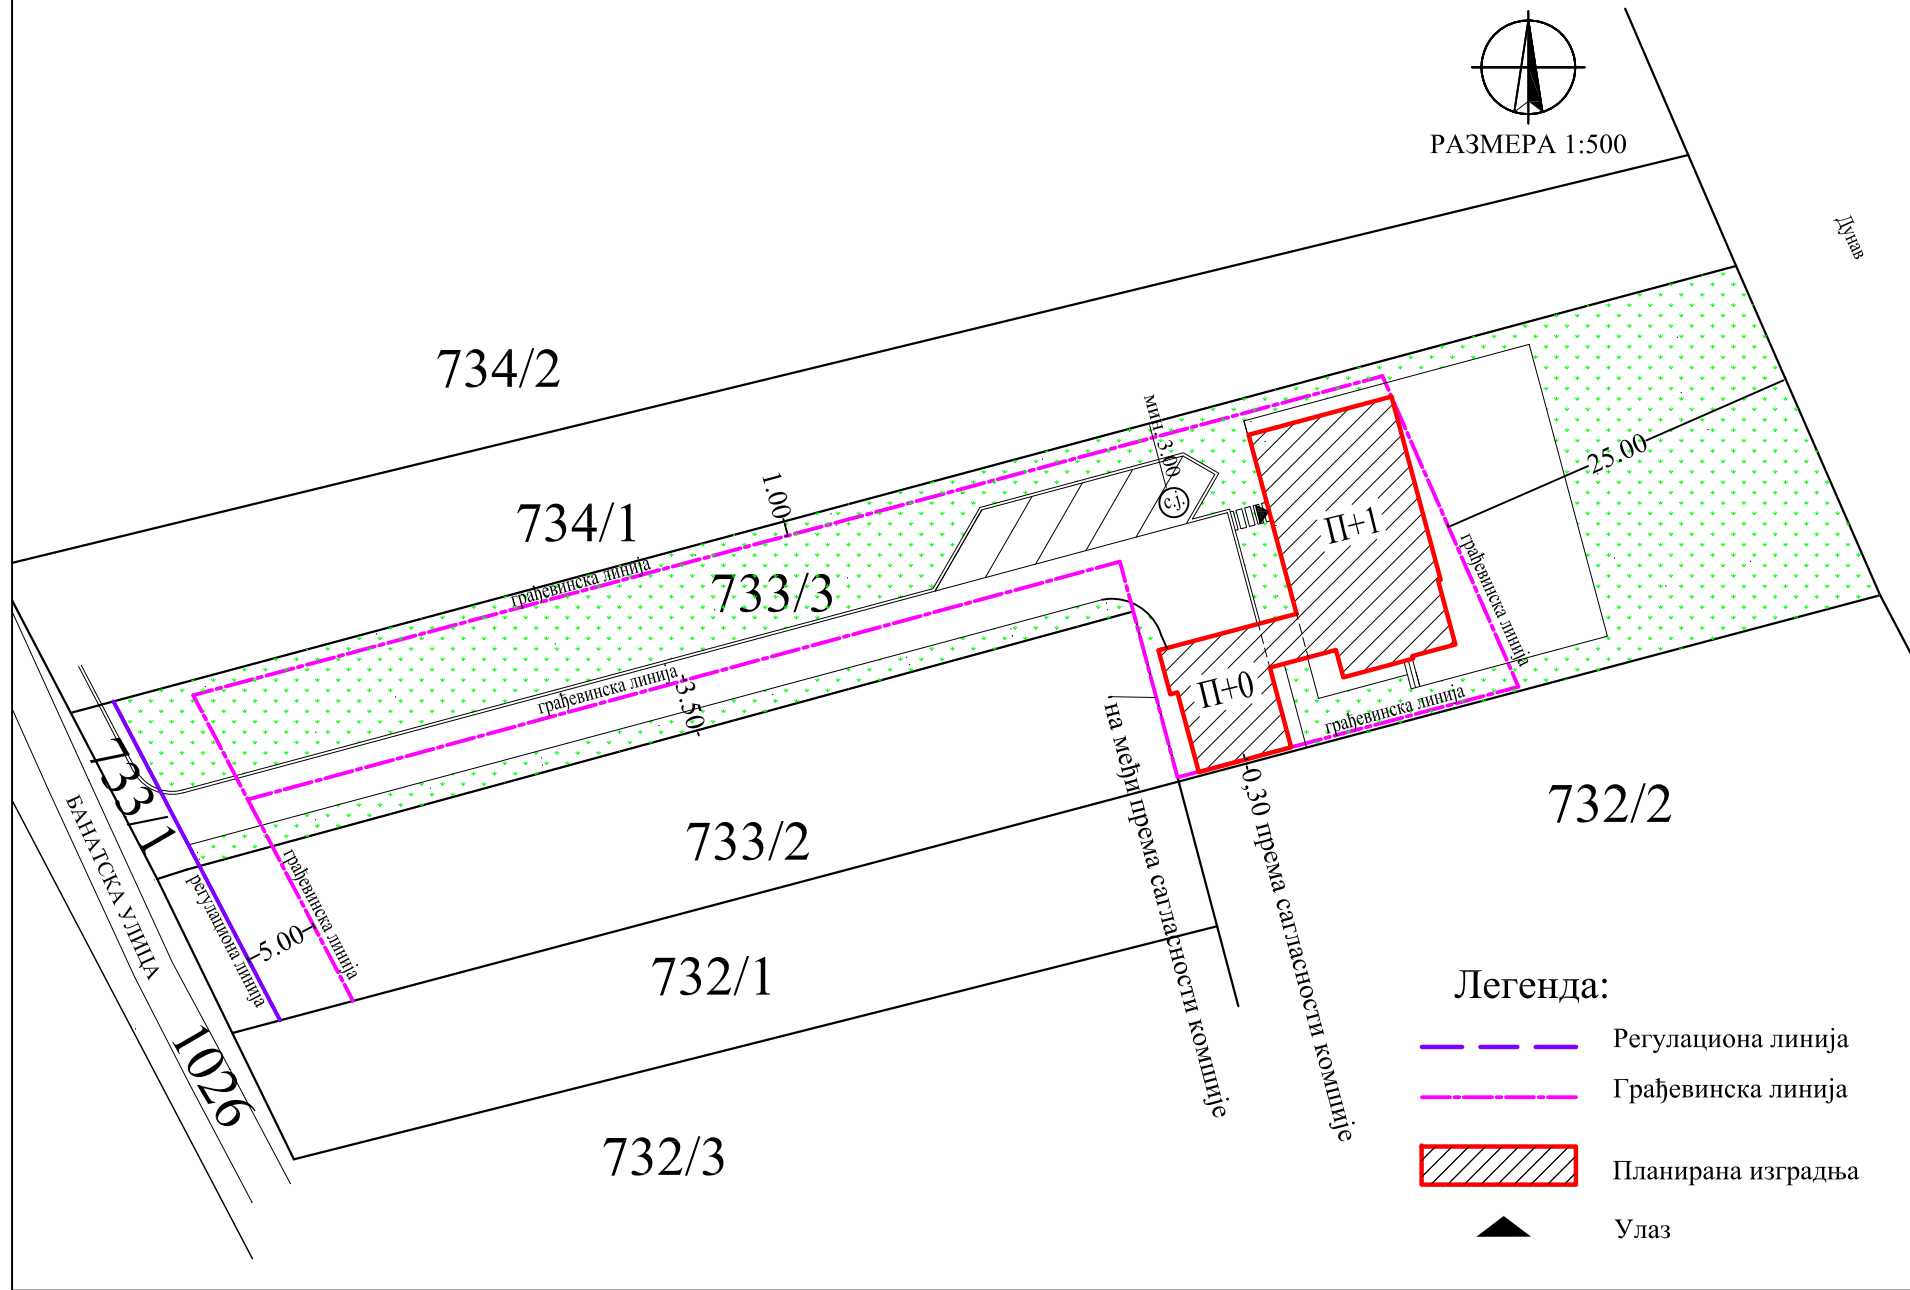 РАЗМЕРА 1:500
Дунав
734/2
734/1
733/3
1.00
мин. 3.00
с.ј.
П+1
25.00
грађевинска линија
грађевинска линија
грађевинска линија
3.50
П+0
грађевинска линија
на међи према сагласности комшије
0,30 према сагласности комшије
733/1
БАНАТСКА УЛИЦА
регулациона линија
5.00
грађевинска линија
733/2
732/2
732/1
1026
732/3
Легенда:
Регулациона линија
Грађевинска линија
Планирана изградња
Улаз